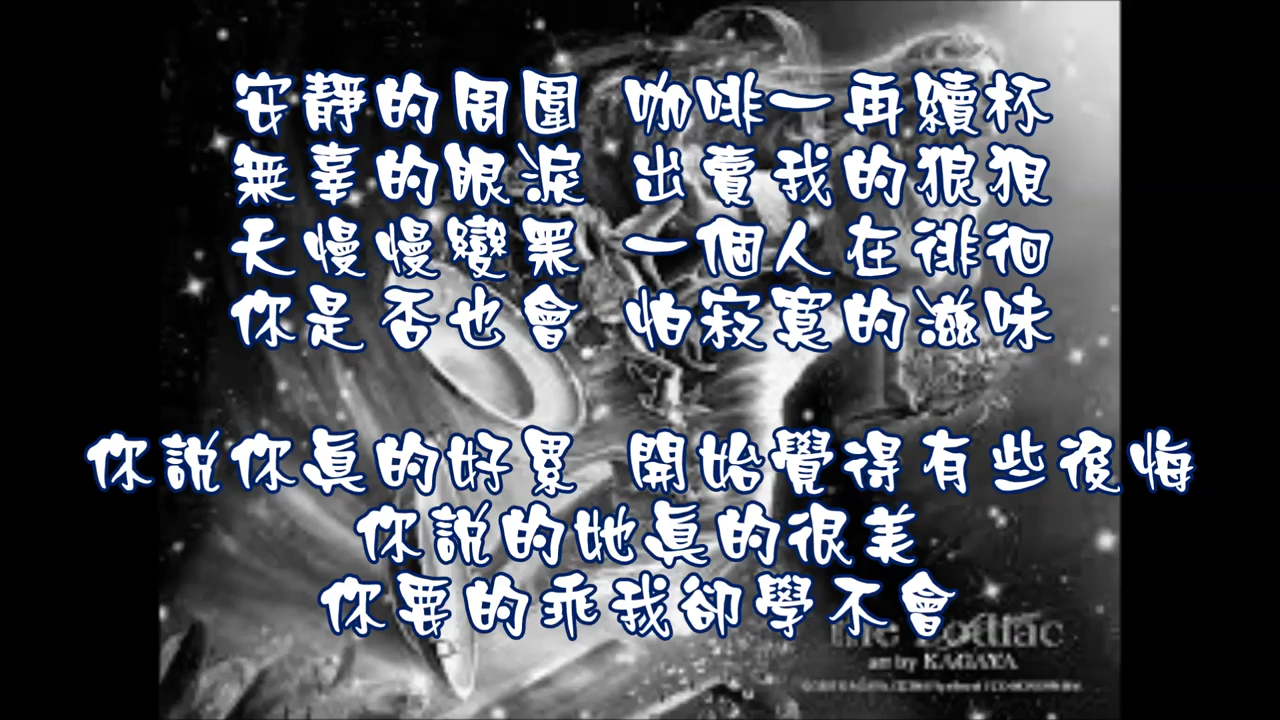 安靜的周圍 咖啡一再續杯
無辜的眼淚 出賣我的狼狽
天慢慢變黑 一個人在徘徊
你是否也會 怕寂寞的滋味
你說你真的好累 開始覺得有些後悔
你說的她真的很美
你要的乖我卻學不會
the zodiac
art by KAGAYA